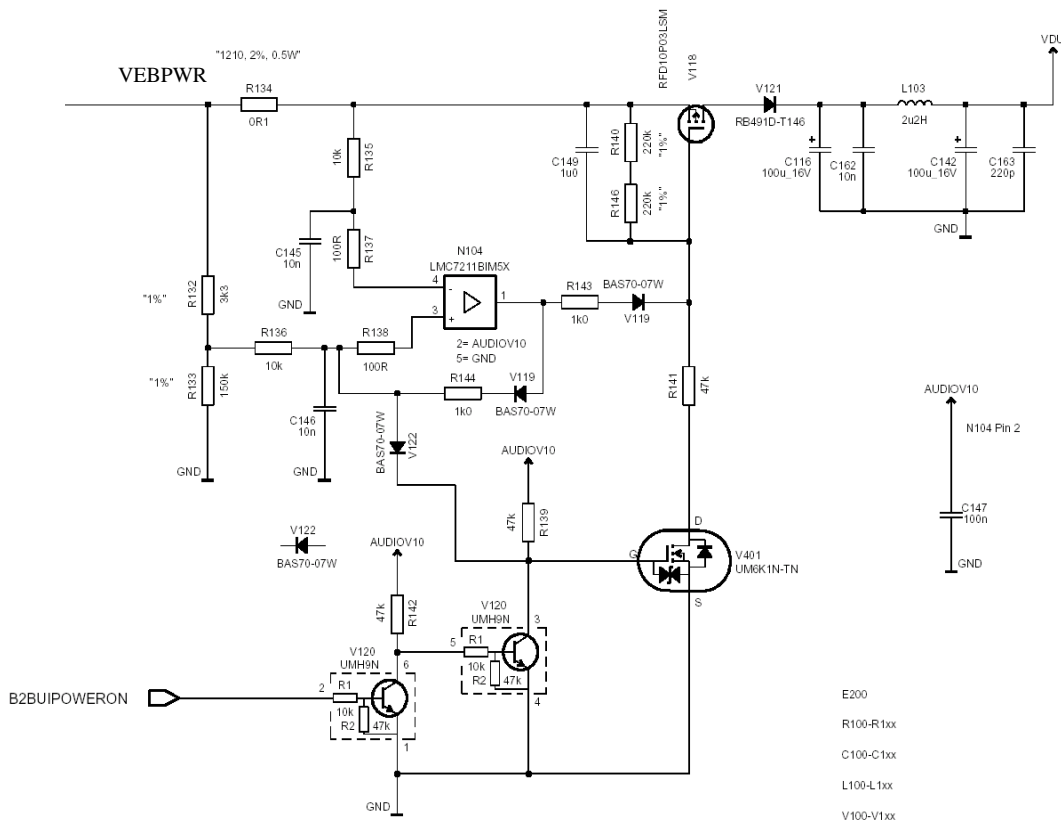 "1210, 2%, 0.5W"
VEBPWR
R134
0R1
RFD10P03LSM
V118
VDU
V121
RB491D-T146
L103
2u2H
10k
R135
C149
1u0
R140
220k
"1%"
R146
220k
"1%"
C116
100u_16V
C162
10n
C142
100u_16V
C163
220p
GND
C145
10n
100R
R137
GND
N104
LMC7211BIM5X
4
-
3
+
1
2= AUDIOV10
5= GND
R143
1k0
BAS70-07W
V119
"1%"
R132
3k3
R136
10k
R138
100R
"1%"
R133
150k
C146
10n
GND
GND
R144
1k0
V119
BAS70-07W
BAS70-07W
V122
R141
47k
AUDIOV10
N104 Pin 2
C147
100n
GND
AUDIOV10
47k
R139
V122
BAS70-07W
AUDIOV10
47k
R142
D
G
S
V401
UM6K1N-TN
V120
UMH9N
5
R1
10k
R2
47k
3
4
V120
UMH9N
6
B2BUIPOWERON
2
R1
10k
R2
47k
1
GND
E200
R100-R1xx
C100-C1xx
L100-L1xx
V100-V1xx